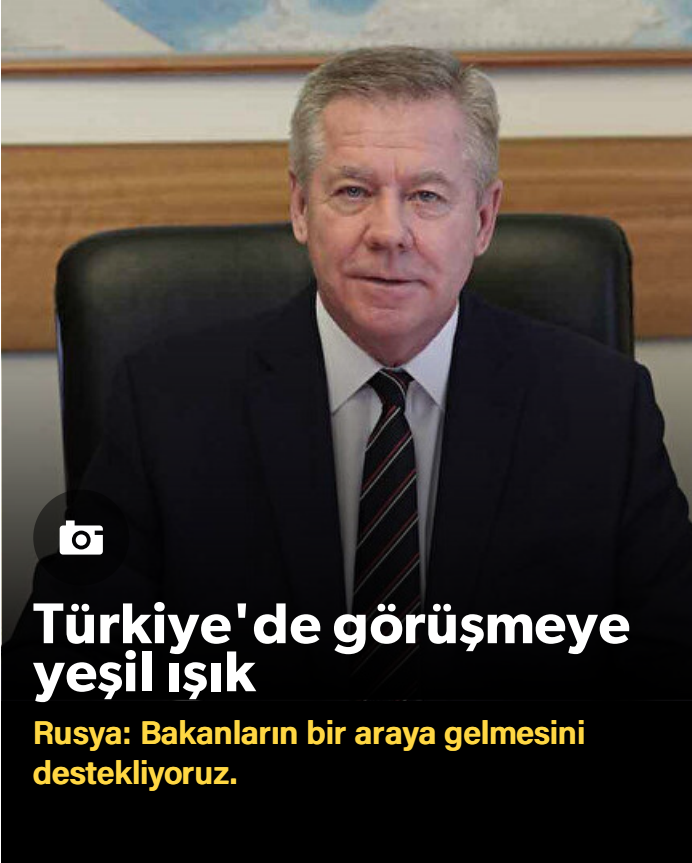 Türkiye'de görüşmeye
yeşil ışık
Rusya: Bakanların bir araya gelmesini
destekliyoruz.